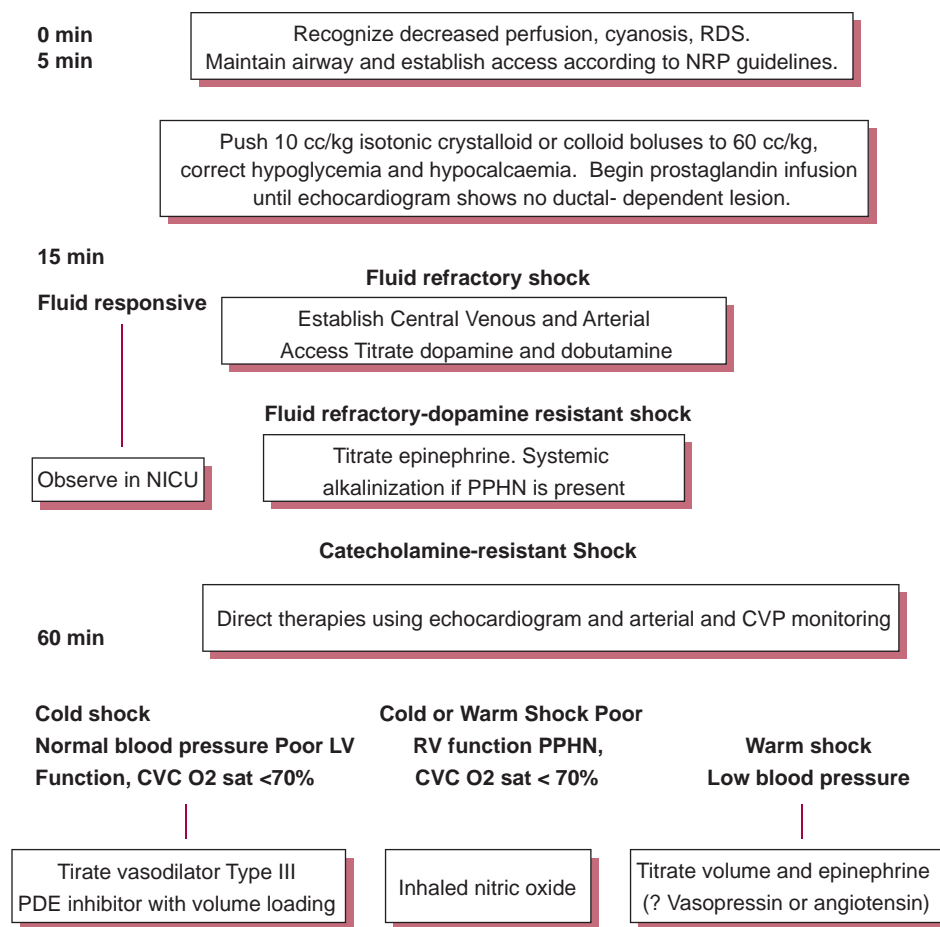 0 min
5 min
Recognize decreased perfusion, cyanosis, RDS.
Maintain airway and establish access according to NRP guidelines.
Push 10 cc/kg isotonic crystalloid or colloid boluses to 60 cc/kg,
correct hypoglycemia and hypocalcaemia. Begin prostaglandin infusion
until echocardiogram shows no ductal- dependent lesion.
15 min
Fluid responsive
Fluid refractory shock
Establish Central Venous and Arterial
Access Titrate dopamine and dobutamine
Fluid refractory-dopamine resistant shock
Observe in NICU
Titrate epinephrine. Systemic
alkalinization if PPHN is present
Catecholamine-resistant Shock
60 min
Direct therapies using echocardiogram and arterial and CVP monitoring
Cold shock
Normal blood pressure Poor LV
Function, CVC O2 sat <70%
Cold or Warm Shock Poor
RV function PPHN,
CVC O2 sat < 70%
Warm shock
Low blood pressure
Tirate vasodilator Type III
PDE inhibitor with volume loading
Inhaled nitric oxide
Titrate volume and epinephrine
(? Vasopressin or angiotensin)